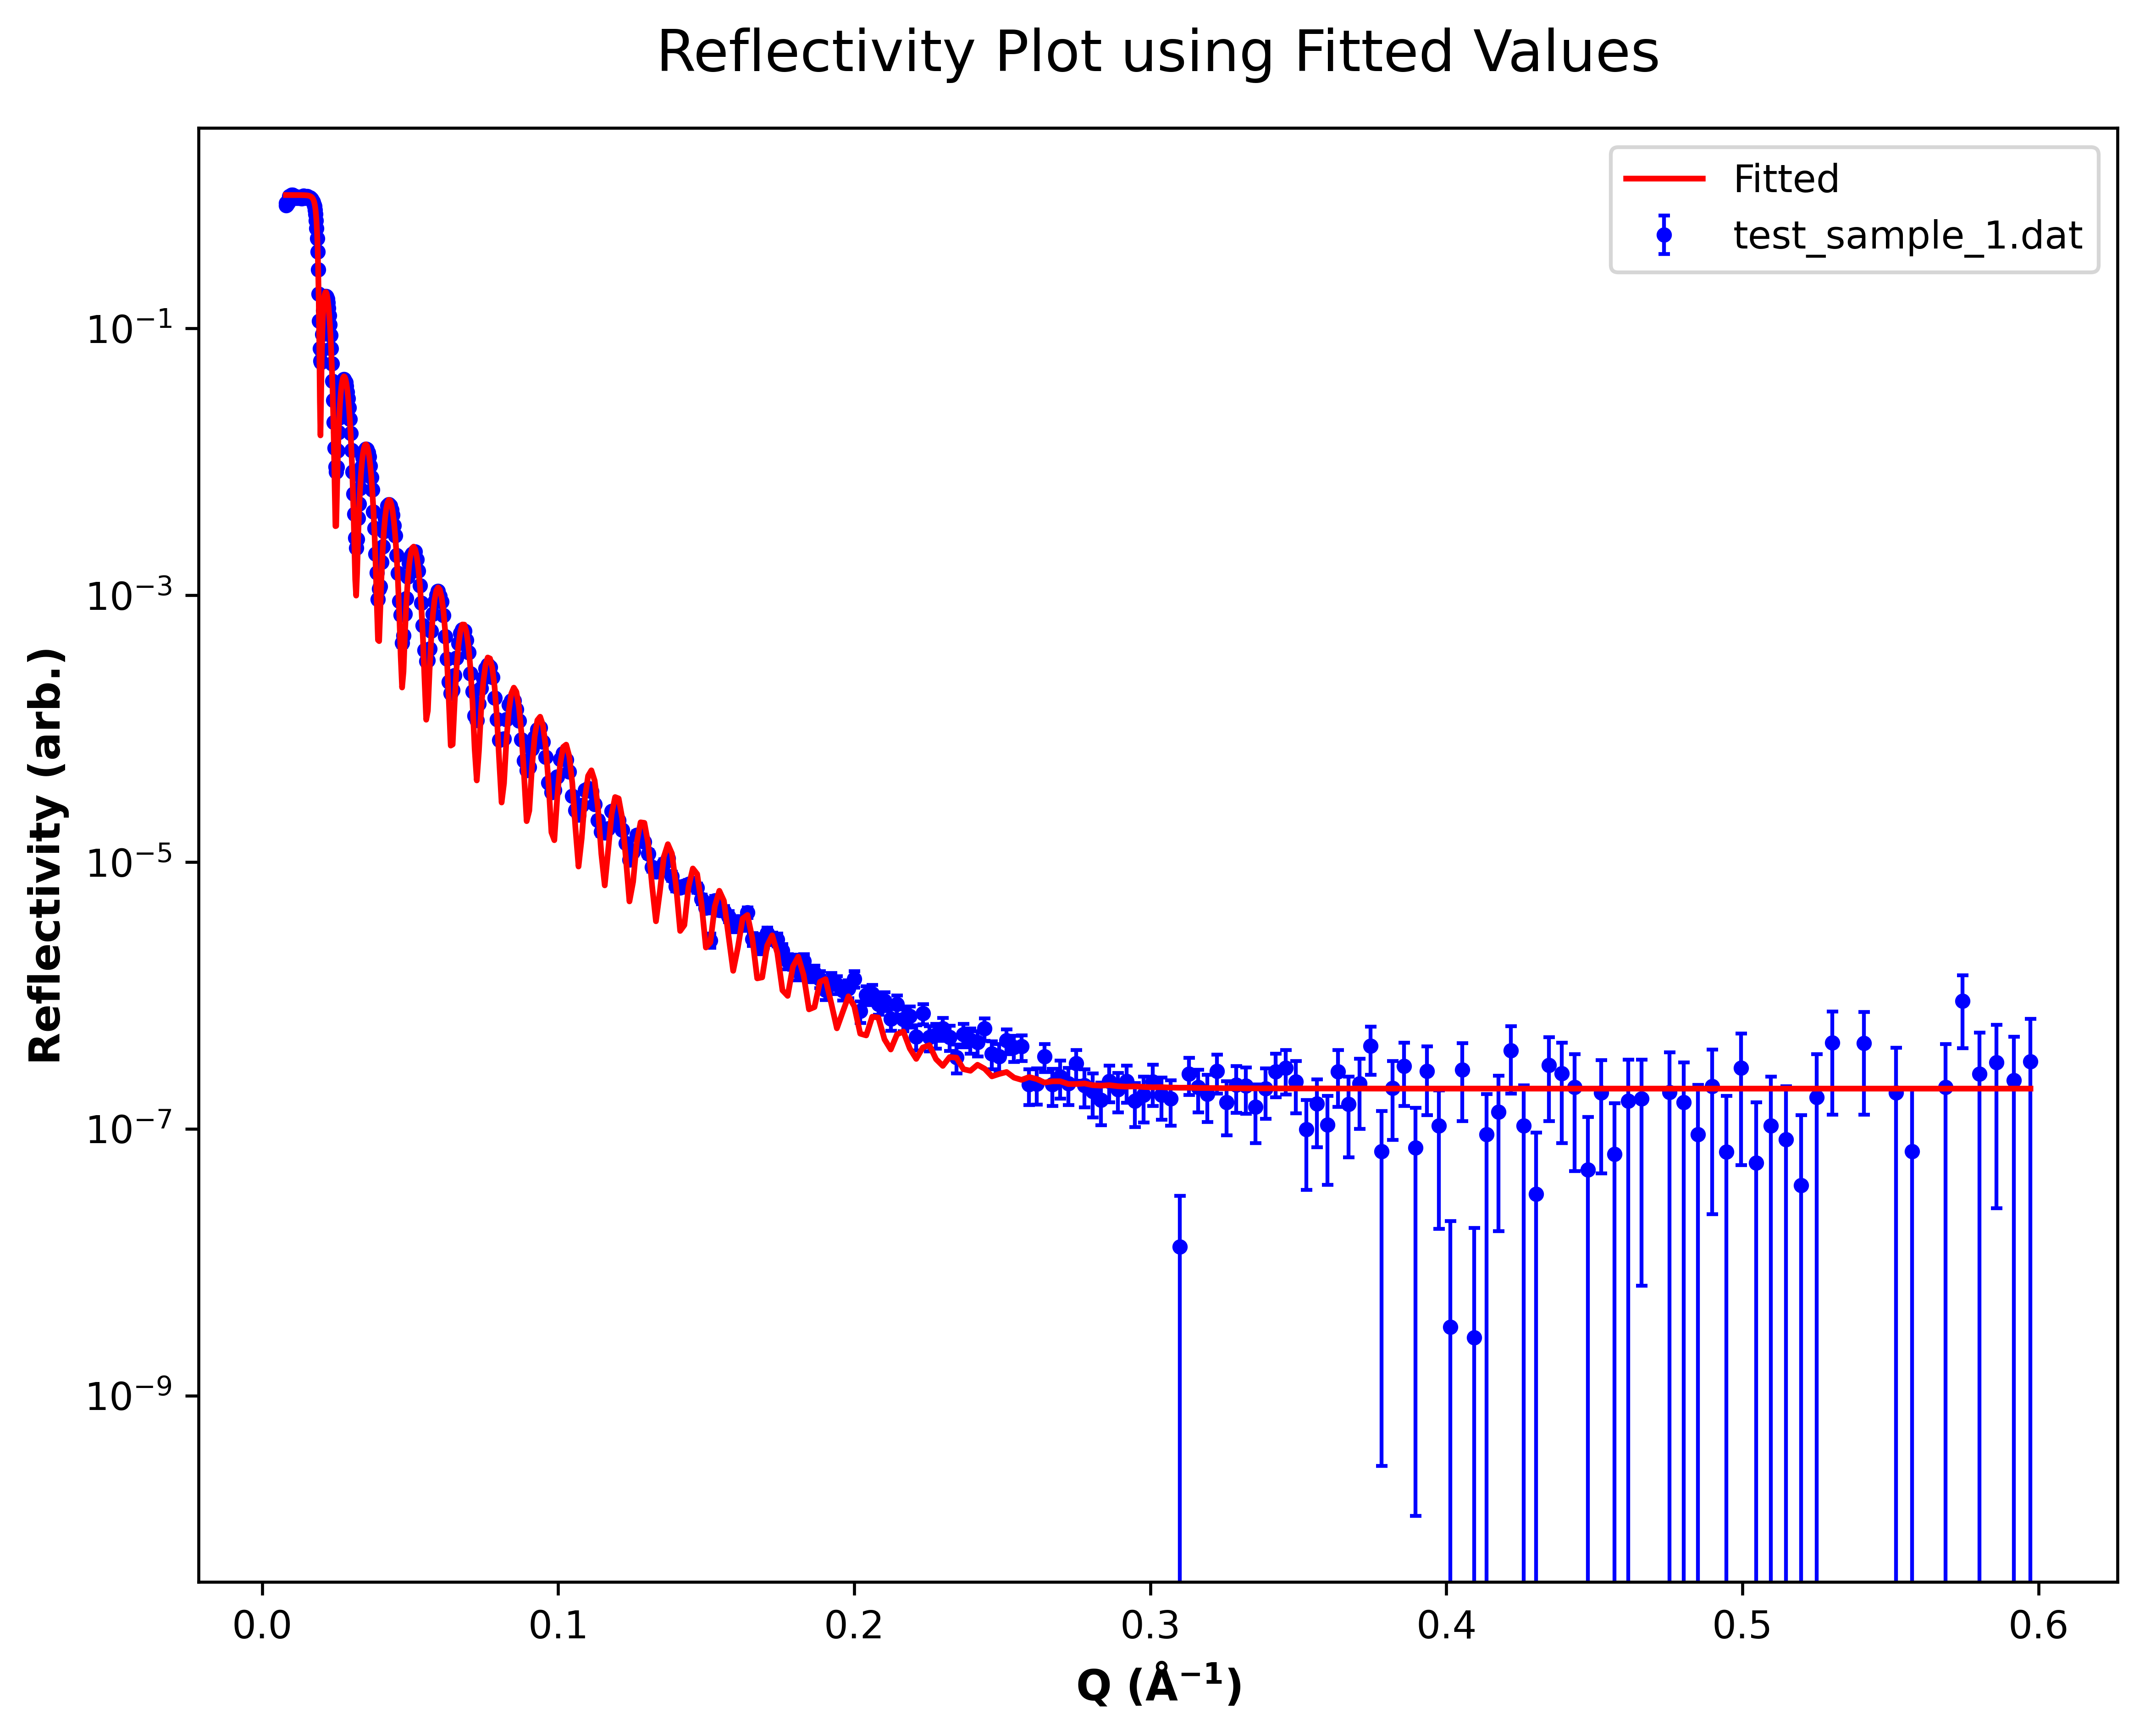 Reflectivity Plot using Fitted Values
Fitted
test_sample_1.dat
Reflectivity (arb.)
10⁻¹
10⁻³
10⁻⁵
10⁻⁷
10⁻⁹
0.0 0.1 0.2 0.3 0.4 0.5 0.6
Q (Å⁻¹)